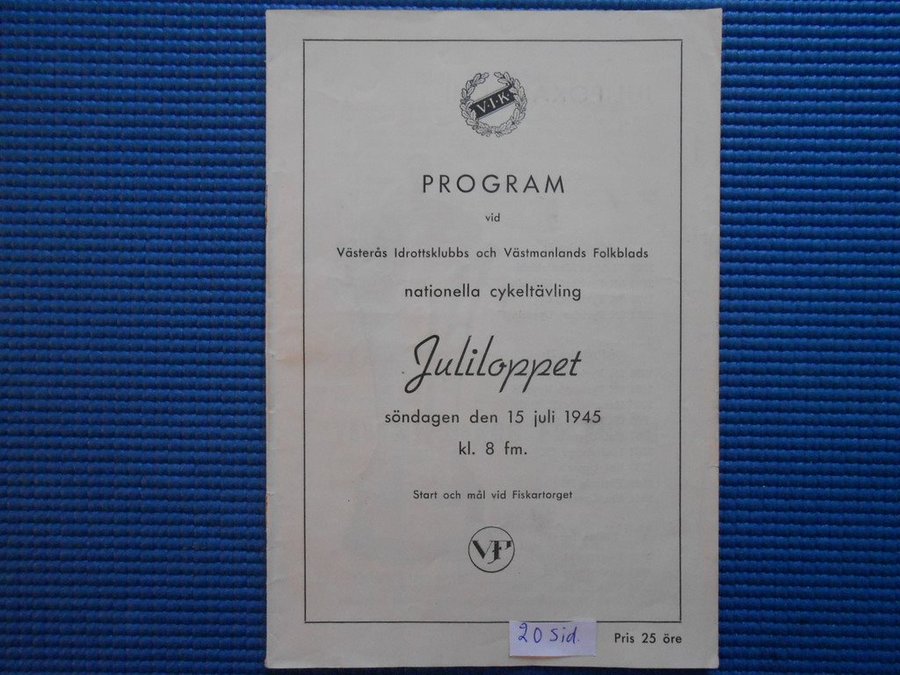 V·I·K·
PROGRAM
vid
Västerås Idrottsklubbs och Västmanlands Folkblads
nationella cykeltävling
Juliloppet
söndagen den 15 juli 1945
kl. 8 fm.
Start och mål vid Fiskartorget
VF
20 sid.
Pris 25 öre